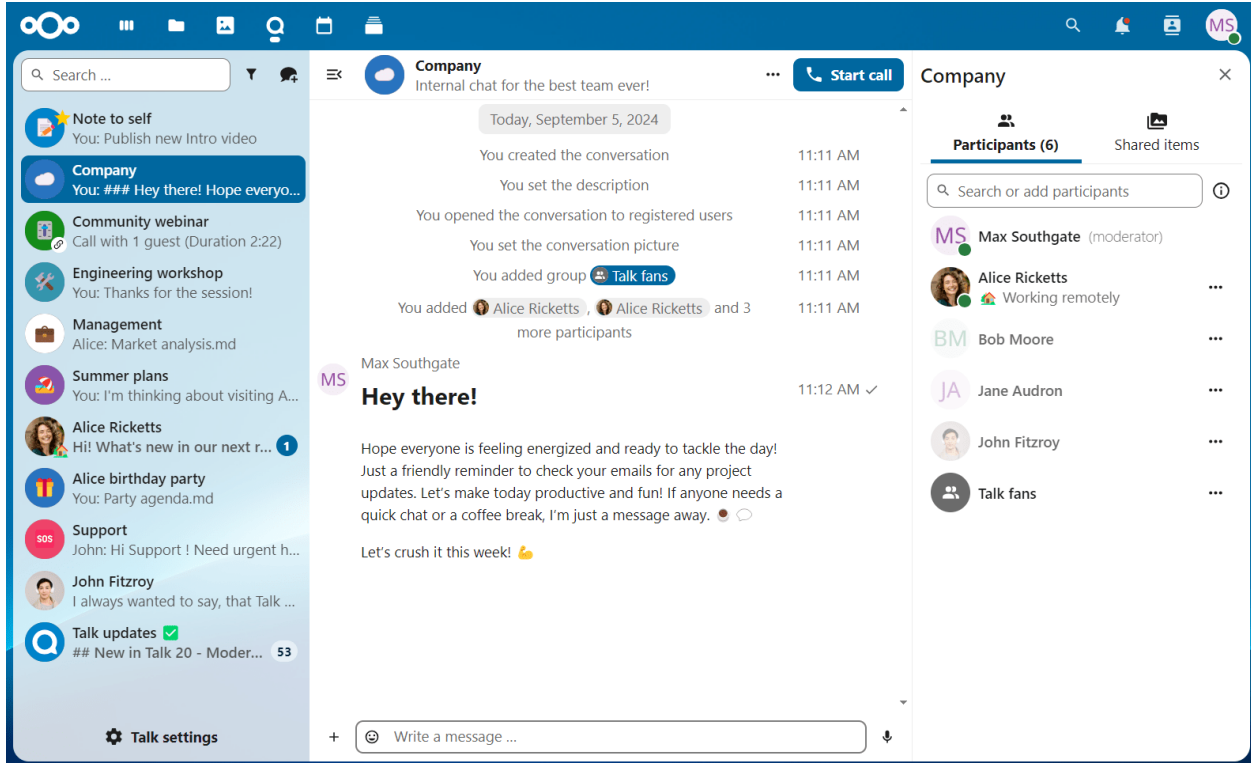 MS
Search ...
Note to self
You: Publish new Intro video
Company
You: ### Hey there! Hope everyo...
Community webinar
Call with 1 guest (Duration 2:22)
Engineering workshop
You: Thanks for the session!
Management
Alice: Market analysis.md
Summer plans
You: I'm thinking about visiting A...
Alice Ricketts
Hi! What's new in our next r... 1
Alice birthday party
You: Party agenda.md
SOS
Support
John: Hi Support ! Need urgent h...
John Fitzroy
I always wanted to say, that Talk ...
Talk updates ✅
## New in Talk 20 - Moder... 53
Talk settings
Company
Internal chat for the best team ever!
Start call
Today, September 5, 2024
You created the conversation 11:11 AM
You set the description 11:11 AM
You opened the conversation to registered users 11:11 AM
You set the conversation picture 11:11 AM
You added group Talk fans 11:11 AM
You added Alice Ricketts , Alice Ricketts and 3 11:11 AM
more participants
Max Southgate
MS
Hey there! 11:12 AM ✓
Hope everyone is feeling energized and ready to tackle the day!
Just a friendly reminder to check your emails for any project
updates. Let's make today productive and fun! If anyone needs a
quick chat or a coffee break, I'm just a message away. ☕ 💭
Let's crush it this week! 💪
Write a message ...
Company
Participants (6)
Shared items
Search or add participants
MS Max Southgate (moderator)
Alice Ricketts
🏡 Working remotely
BM Bob Moore
JA Jane Audron
John Fitzroy
Talk fans